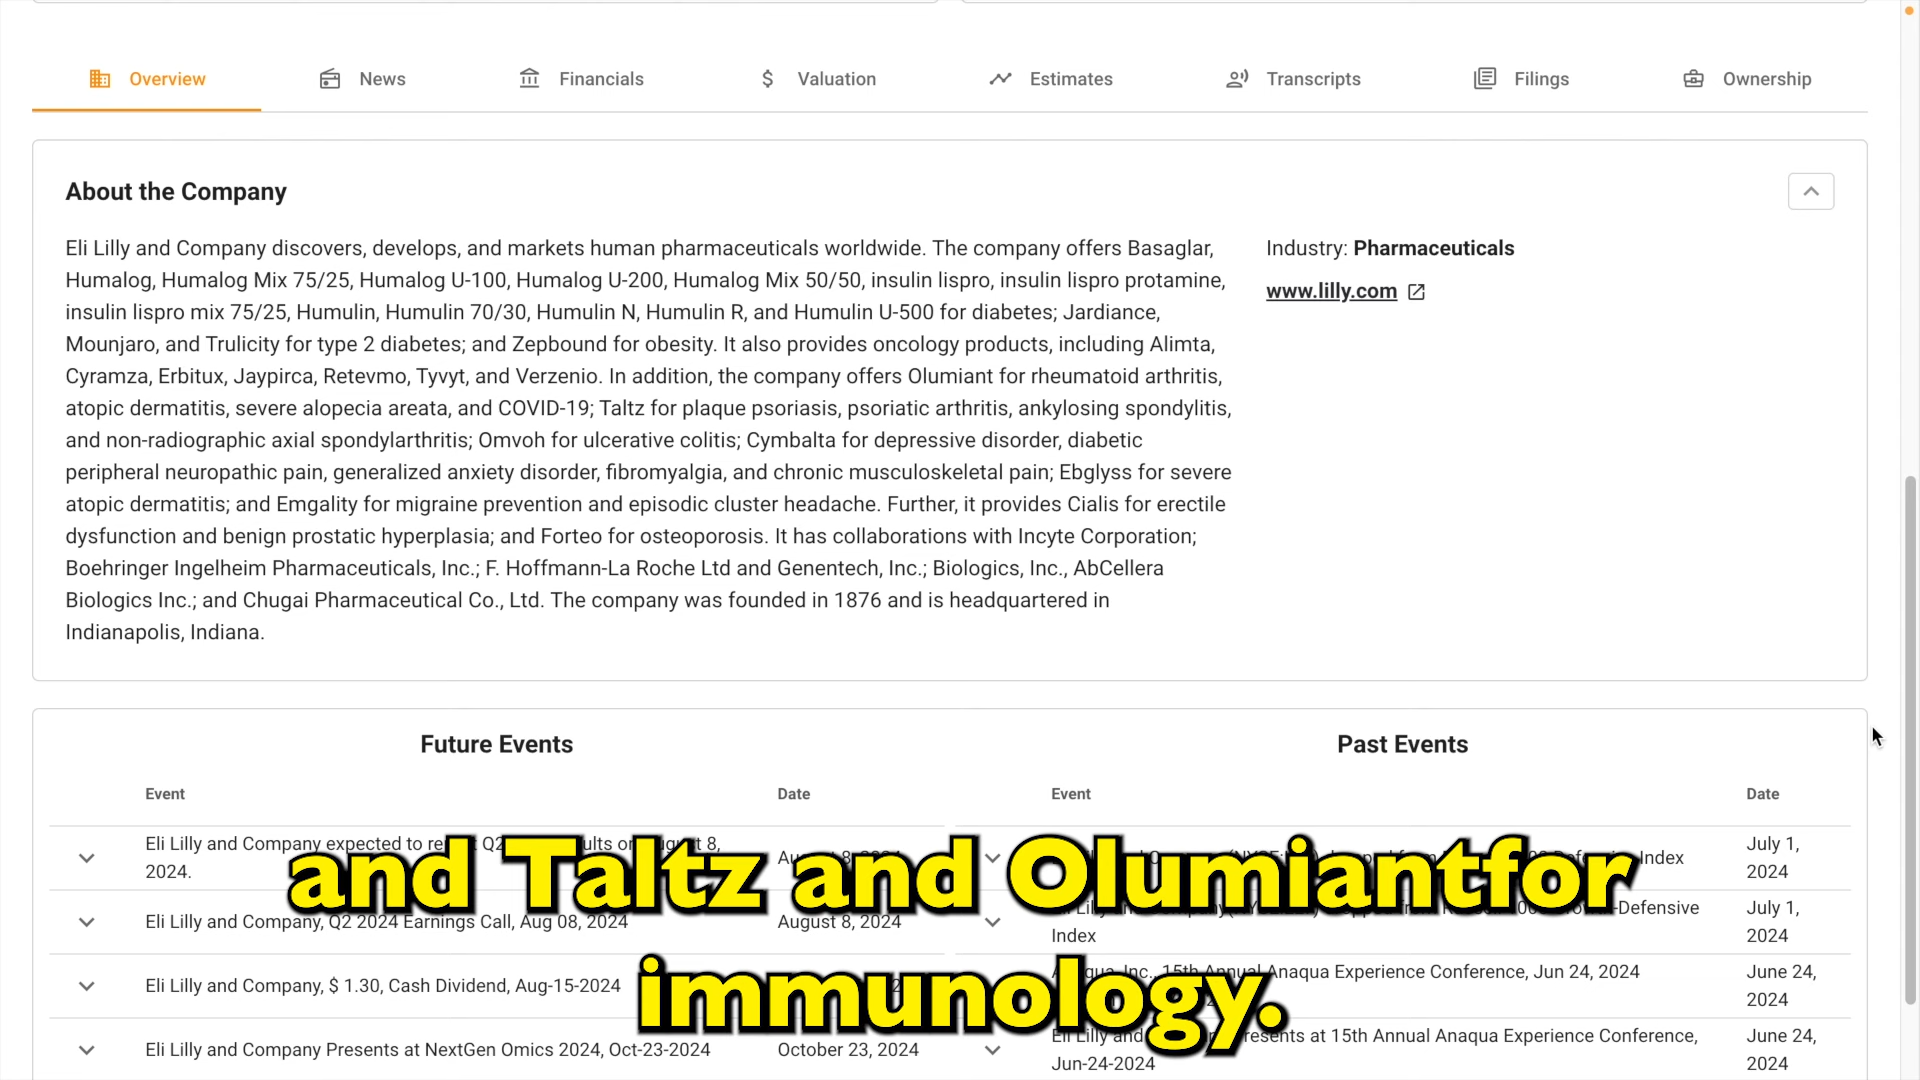 Overview News Financials Valuation Estimates Transcripts Filings Ownership
About the Company
Eli Lilly and Company discovers, develops, and markets human pharmaceuticals worldwide. The company offers Basaglar,
Humalog, Humalog Mix 75/25, Humalog U-100, Humalog U-200, Humalog Mix 50/50, insulin lispro, insulin lispro protamine,
insulin lispro mix 75/25, Humulin, Humulin 70/30, Humulin N, Humulin R, and Humulin U-500 for diabetes; Jardiance,
Mounjaro, and Trulicity for type 2 diabetes; and Zepbound for obesity. It also provides oncology products, including Alimta,
Cyramza, Erbitux, Jaypirca, Retevmo, Tyvyt, and Verzenio. In addition, the company offers Olumiant for rheumatoid arthritis,
atopic dermatitis, severe alopecia areata, and COVID-19; Taltz for plaque psoriasis, psoriatic arthritis, ankylosing spondylitis,
and non-radiographic axial spondylarthritis; Omvoh for ulcerative colitis; Cymbalta for depressive disorder, diabetic
peripheral neuropathic pain, generalized anxiety disorder, fibromyalgia, and chronic musculoskeletal pain; Ebglyss for severe
atopic dermatitis; and Emgality for migraine prevention and episodic cluster headache. Further, it provides Cialis for erectile
dysfunction and benign prostatic hyperplasia; and Forteo for osteoporosis. It has collaborations with Incyte Corporation;
Boehringer Ingelheim Pharmaceuticals, Inc.; F. Hoffmann-La Roche Ltd and Genentech, Inc.; Biologics, Inc., AbCellera
Biologics Inc.; and Chugai Pharmaceutical Co., Ltd. The company was founded in 1876 and is headquartered in
Indianapolis, Indiana.
Industry: Pharmaceuticals
www.lilly.com
Future Events
Event Date
Eli Lilly and Company expected to Q2 8,
2024.
Eli Lilly and Company, Q2 2024 Earnings Call, Aug 08, 2024 August 8, 2024
Eli Lilly and Company, $ 1.30, Cash Dividend, Aug-15-2024
Eli Lilly and Company Presents at NextGen Omics 2024, Oct-23-2024 October 23, 2024
Past Events
Event Date
Index July 1,
2024
-Defensive July 1,
Index 2024
15th Annual Anaqua Experience Conference, Jun 24, 2024 June 24,
2024
Eli Lilly and at 15th Annual Anaqua Experience Conference, June 24,
Jun-24-2024 2024
and Taltz and Olumiantfor
immunology.